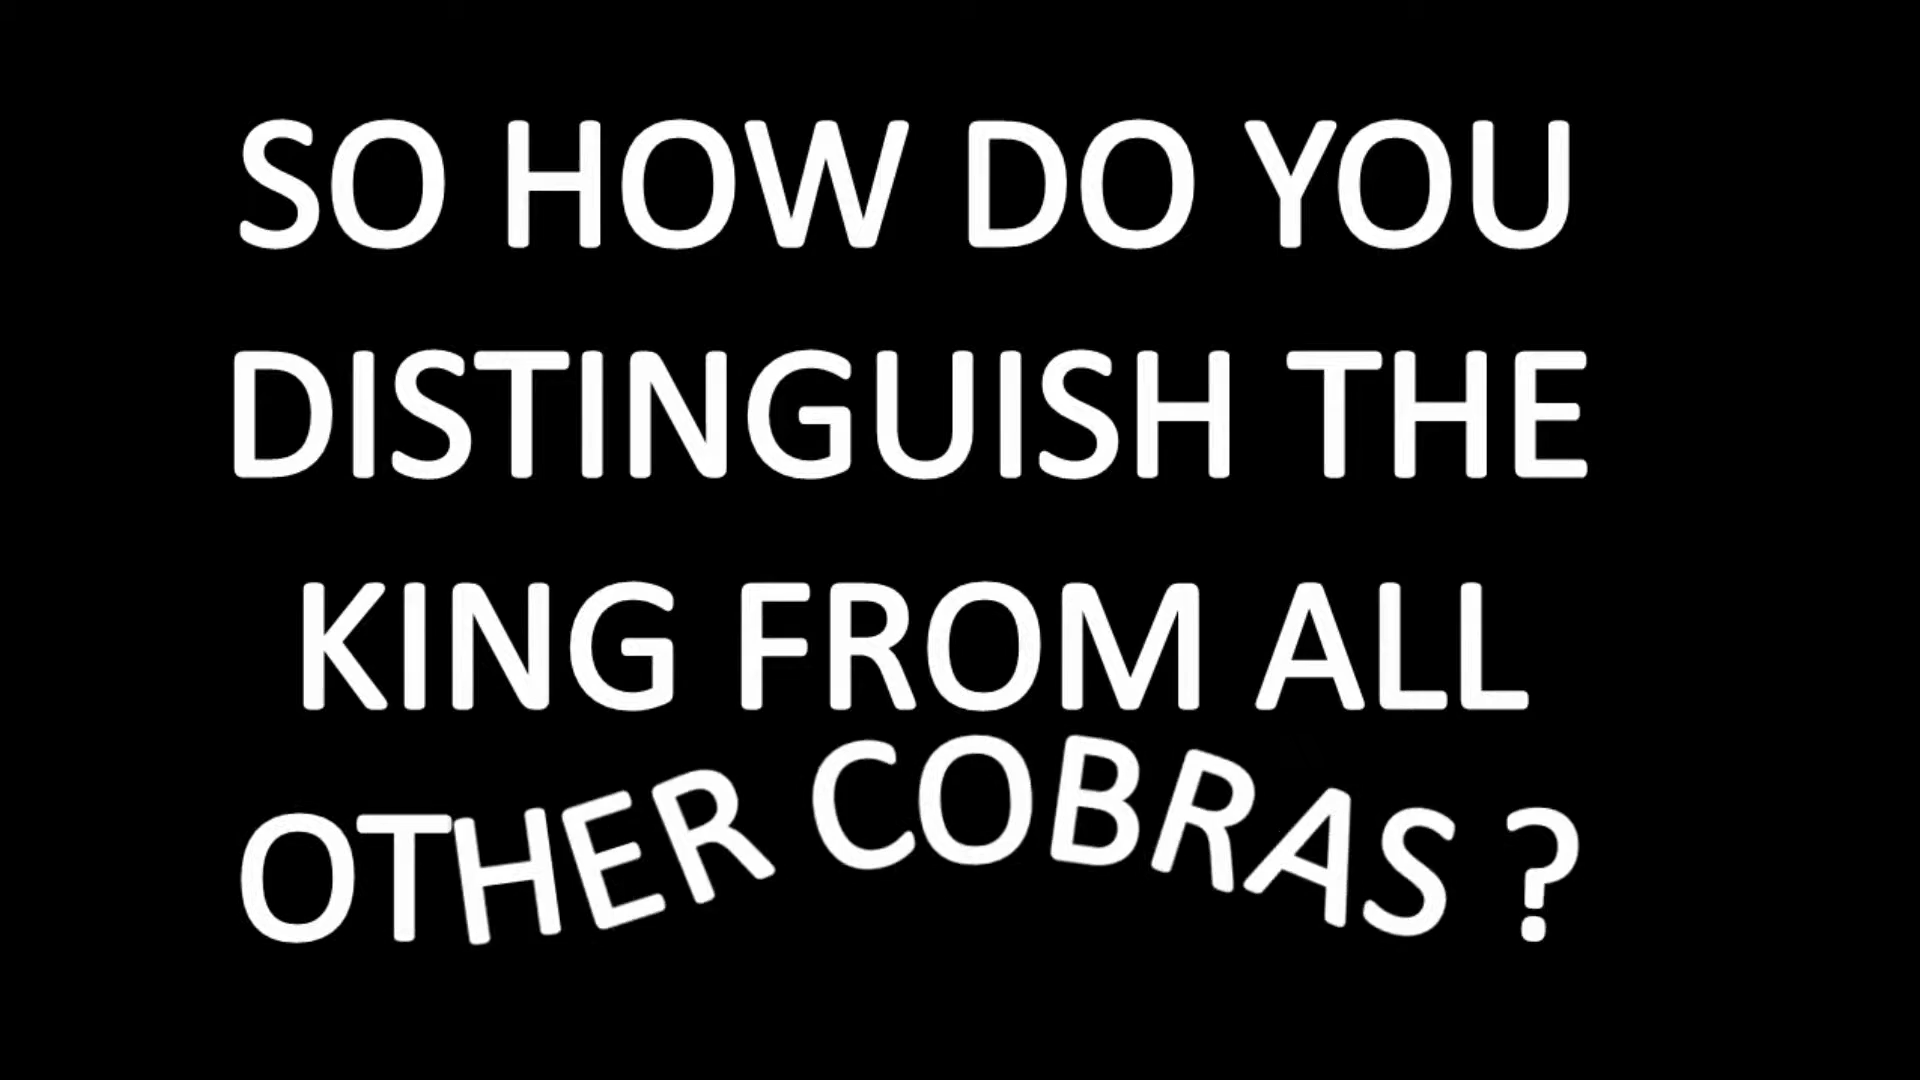 SO HOW DO YOU
DISTINGUISH THE
KING FROM ALL
OTHER COBRAS ?